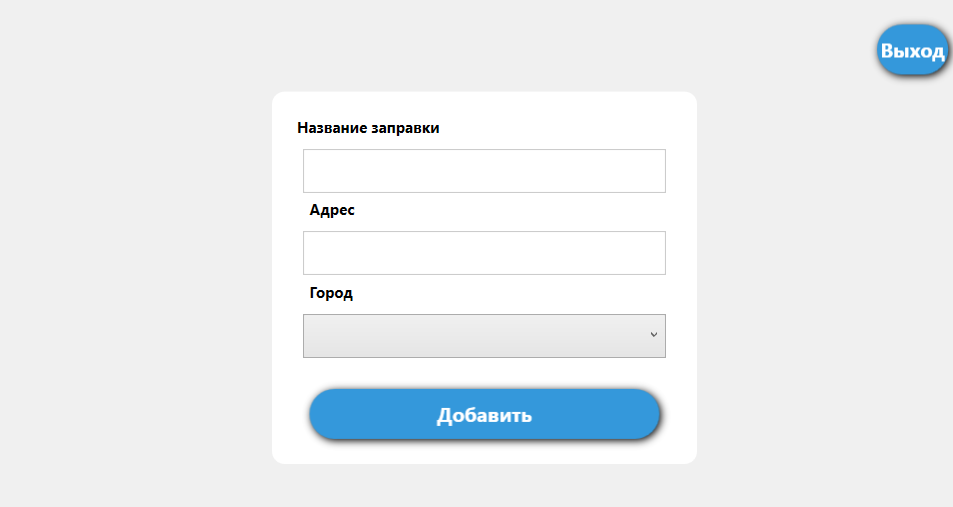 Выход
Название заправки
Адрес
Город
Добавить